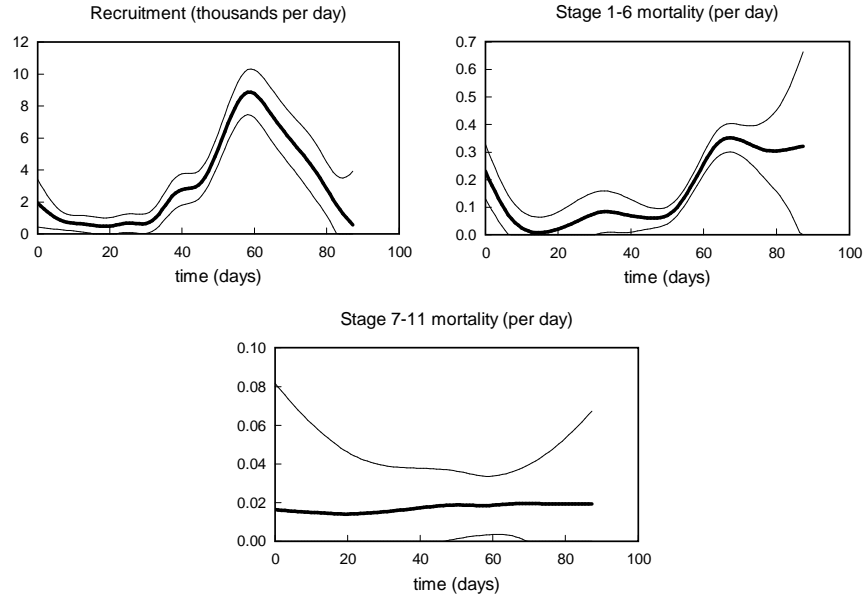 Recruitment (thousands per day)
12
10
8
6
4
2
0
0 20 40 60 80 100
time (days)
Stage 1-6 mortality (per day)
0.7
0.6
0.5
0.4
0.3
0.2
0.1
0.0
0 20 40 60 80 100
time (days)
Stage 7-11 mortality (per day)
0.10
0.08
0.06
0.04
0.02
0.00
0 20 40 60 80 100
time (days)